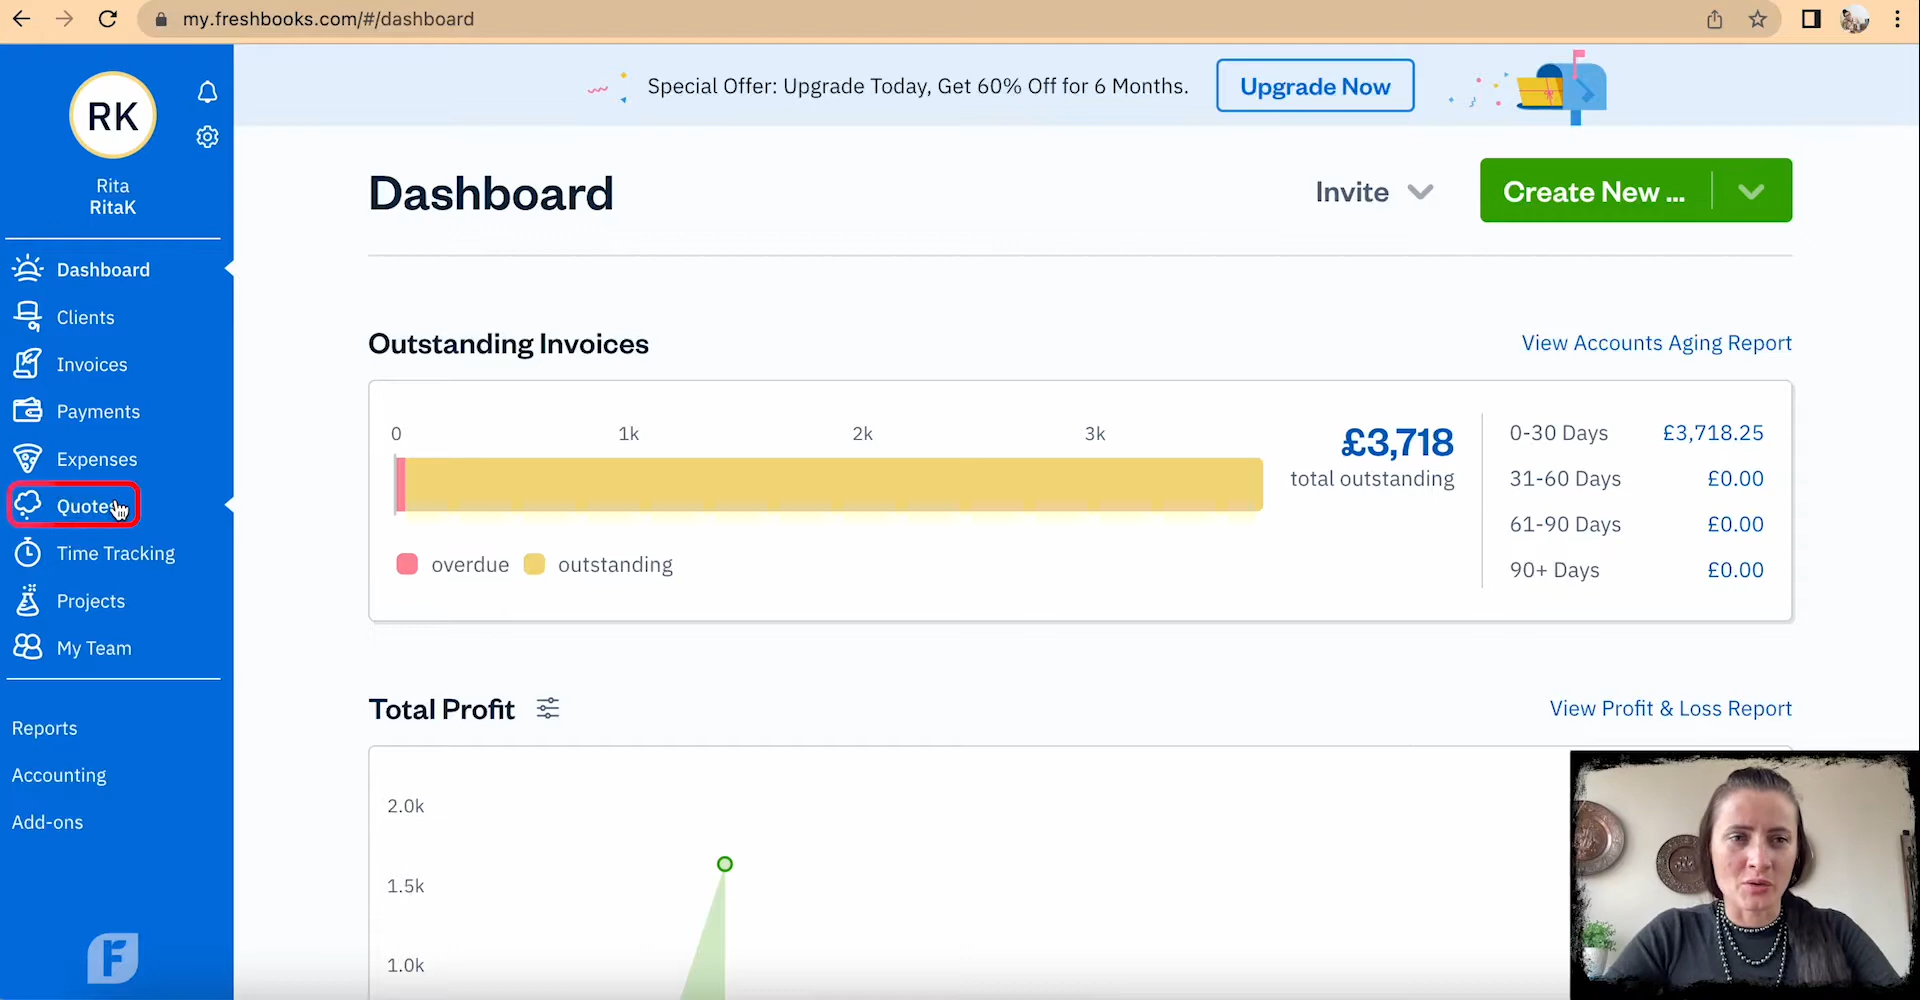 my.freshbooks.com/#/dashboard
RK
Rita
RitaK
Dashboard
Clients
Invoices
Payments
Expenses
Quotes
Time Tracking
Projects
My Team
Reports
Accounting
Add-ons
F
Special Offer: Upgrade Today, Get 60% Off for 6 Months.
Upgrade Now
Dashboard
Invite
Create New ...
Outstanding Invoices
View Accounts Aging Report
0 1k 2k 3k
£3,718
total outstanding
overdue outstanding
0-30 Days £3,718.25
31-60 Days £0.00
61-90 Days £0.00
90+ Days £0.00
Total Profit
View Profit & Loss Report
2.0k
1.5k
1.0k